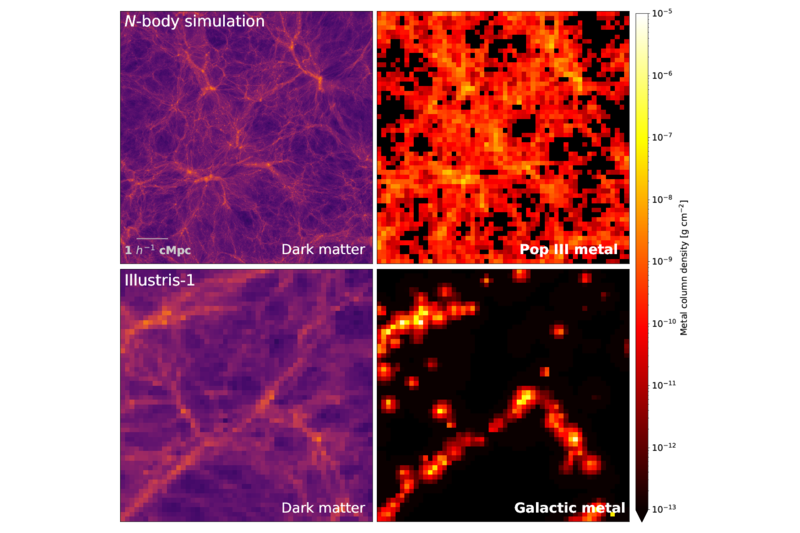 N-body simulation
1 h⁻¹ cMpc
Dark matter
Pop III metal
Illustris-1
Dark matter
Galactic metal
10⁻⁵
10⁻⁶
10⁻⁷
10⁻⁸
10⁻⁹
10⁻¹⁰
10⁻¹¹
10⁻¹²
10⁻¹³
Metal column density [g cm⁻²]